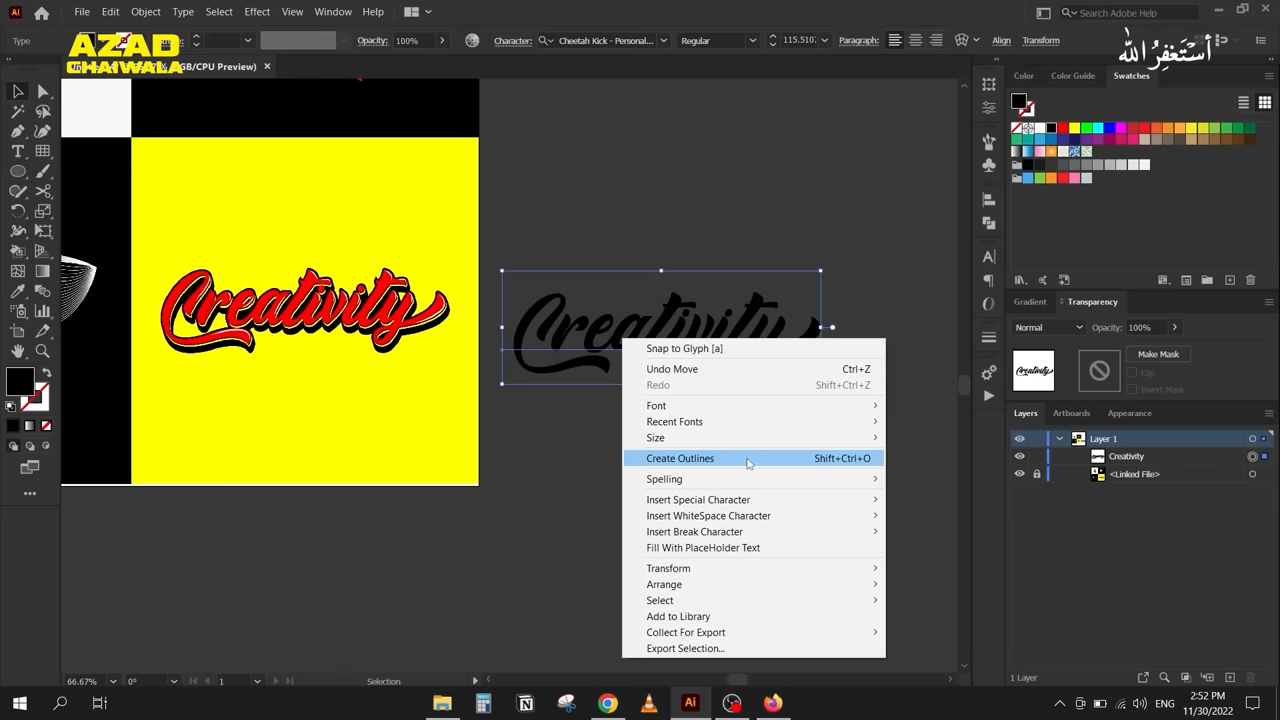 Ai File Edit Object Type Select Effect View Window Help Search Adobe Help
Type Opacity: 100% Character: Cheetah Kick - Personal... Regular 115.510 Paragraph: Align Transform
AZAD
CHAIWALA
أستغفر الله
GB/CPU Preview) ×
Color Color Guide Swatches
Creativity
Creativity
Snap to Glyph [a]
Undo Move Ctrl+Z
Redo Shift+Ctrl+Z
Font
Recent Fonts
Size
Create Outlines Shift+Ctrl+O
Spelling
Insert Special Character
Insert WhiteSpace Character
Insert Break Character
Fill With PlaceHolder Text
Transform
Arrange
Select
Add to Library
Collect For Export
Export Selection...
Gradient Transparency
Normal Opacity: 100%
Creativity
Make Mask
Clip
Invert Mask
Layers Artboards Appearance
Layer 1
Creativity
<Linked File>
1 Layer
66.67% 0° 1 Selection
Ai ENG 2:52 PM
11/30/2022